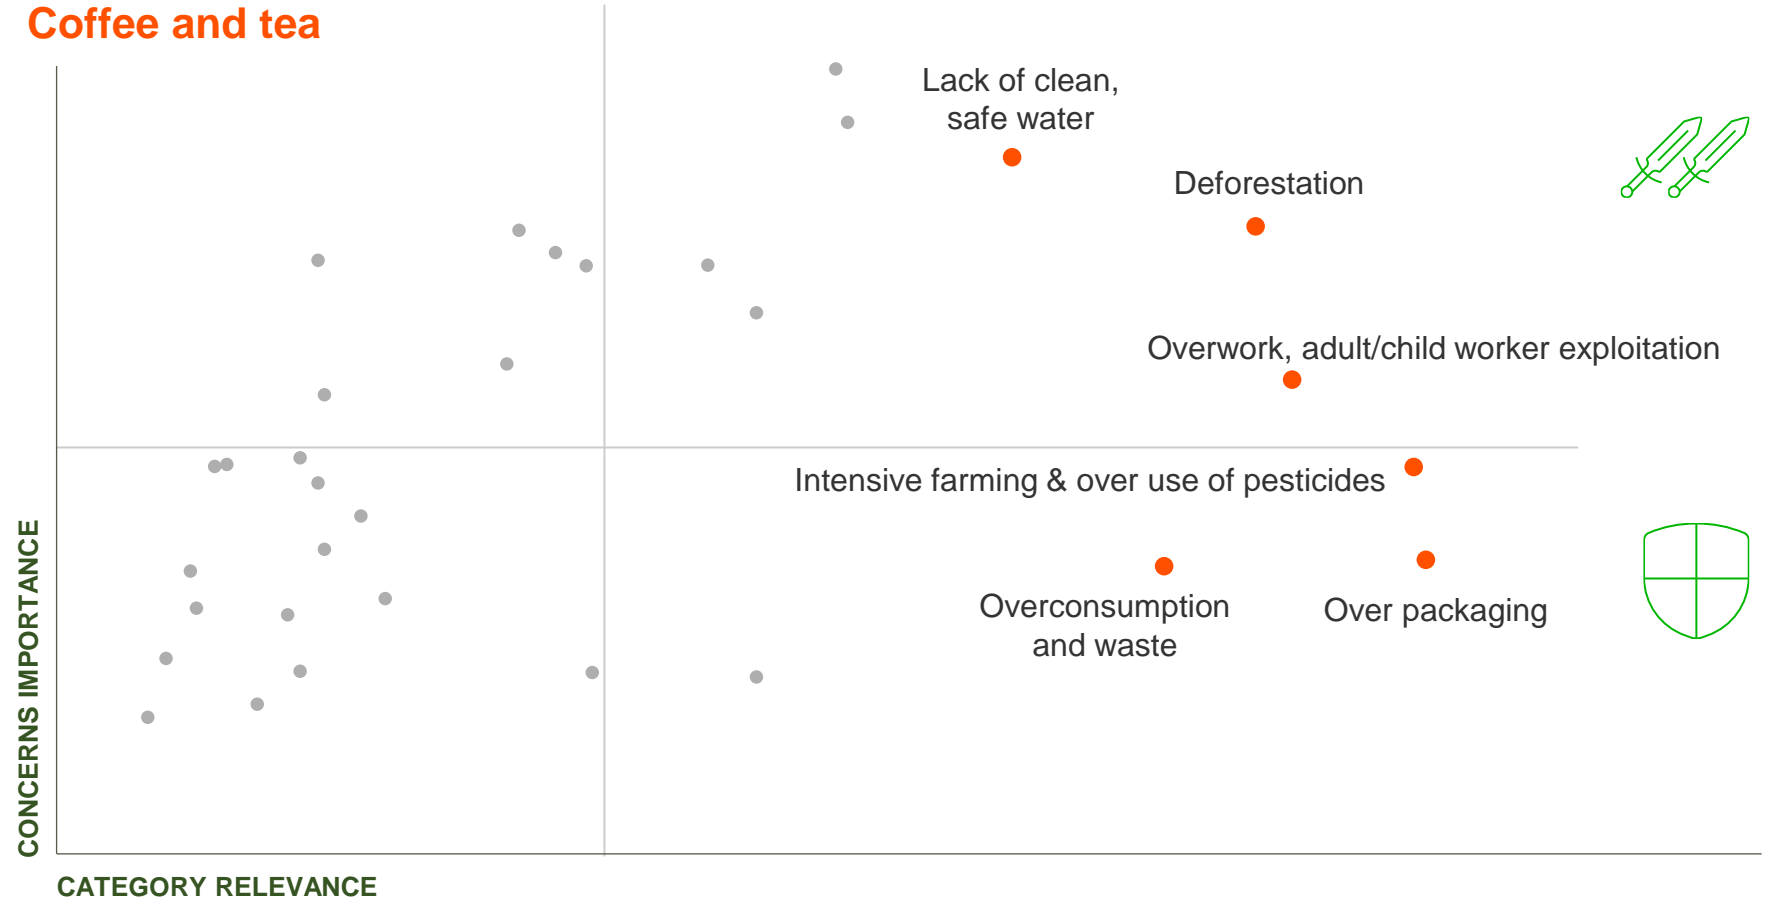 Coffee and tea
Lack of clean,
safe water
Deforestation
Overwork, adult/child worker exploitation
Intensive farming & over use of pesticides
Overconsumption
and waste
Over packaging
CONCERNS IMPORTANCE
CATEGORY RELEVANCE